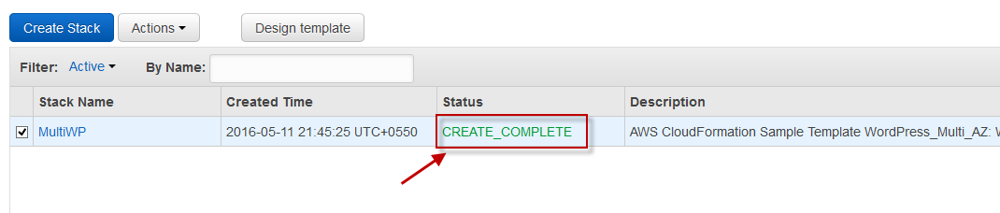 Create Stack Actions Design template
Filter: Active By Name:
Stack Name Created Time Status Description
MultiWP 2016-05-11 21:45:25 UTC+0550 CREATE_COMPLETE AWS CloudFormation Sample Template WordPress_Multi_AZ: W